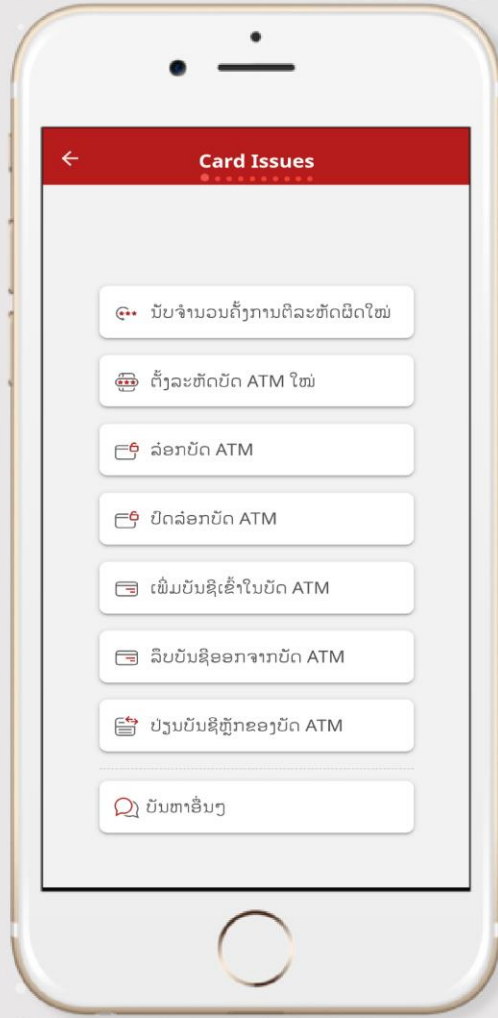 Card Issues
ນັບຈຳນວນຄັ້ງການຕີລະຫັດຜິດໃໝ່
ຕັ້ງລະຫັດບັດ ATM ໃໝ່
ລ໋ອກບັດ ATM
ປົດລ໋ອກບັດ ATM
ເພີ່ມບັນຊີເຂົ້າໃນບັດ ATM
ລຶບບັນຊີອອກຈາກບັດ ATM
ປ່ຽນບັນຊີຫຼັກຂອງບັດ ATM
ບັນຫາອື່ນໆ